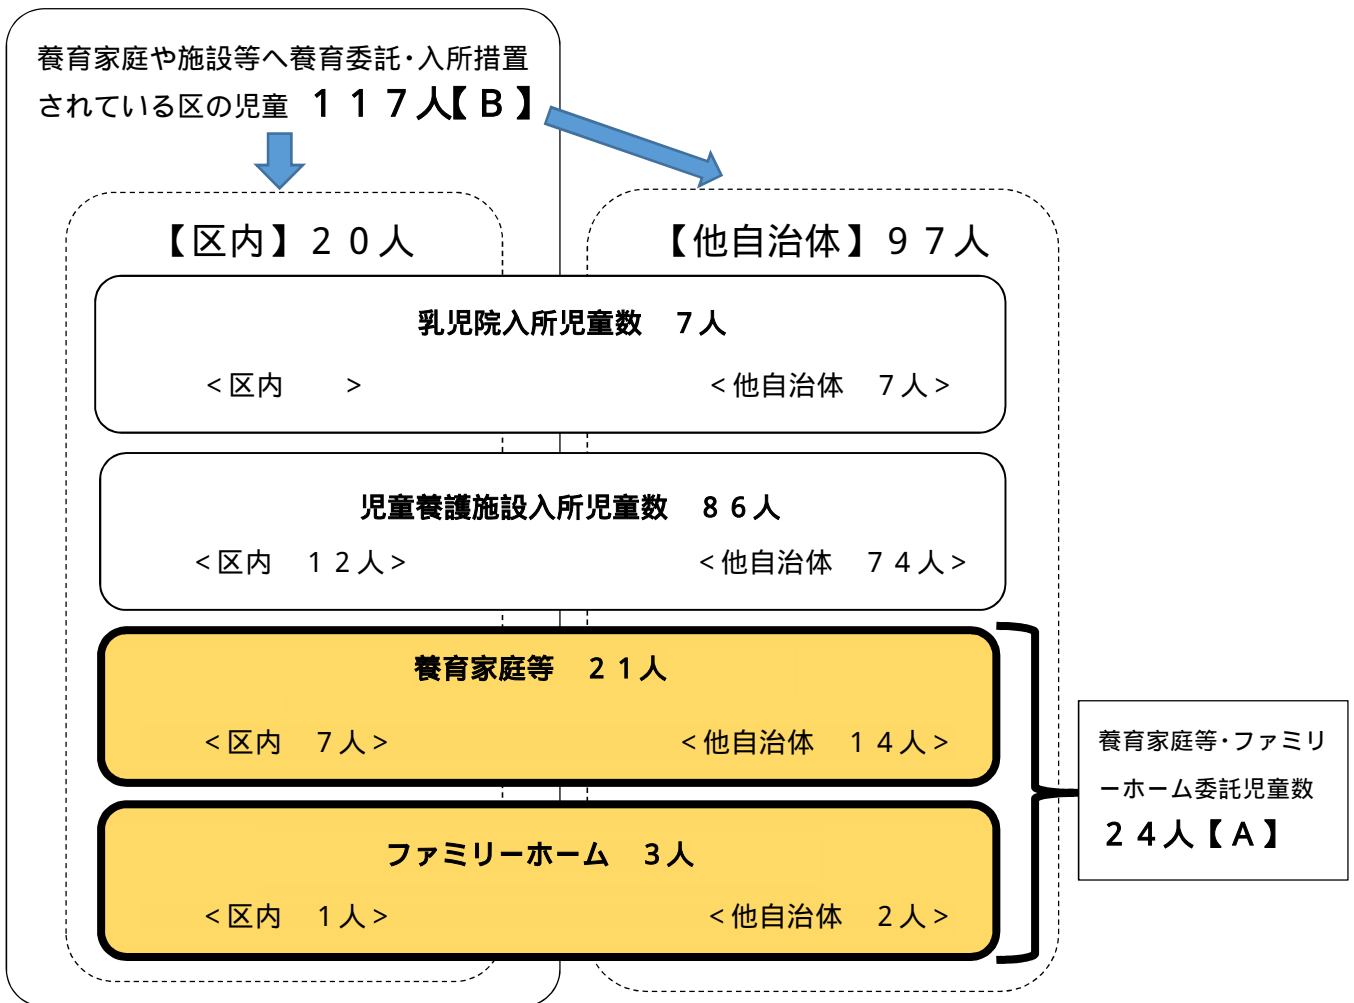 養育家庭や施設等へ養育委託・入所措置
されている区の児童　１１７人【Ｂ】
【区内】２０人
【他自治体】９７人
乳児院入所児童数　７人
＜区内　　＞
＜他自治体　７人＞
児童養護施設入所児童数　８６人
＜区内　１２人＞
＜他自治体　７４人＞
養育家庭等　２１人
＜区内　７人＞
＜他自治体　１４人＞
養育家庭等・ファミリ
ーホーム委託児童数
２４人【Ａ】
ファミリーホーム　３人
＜区内　１人＞
＜他自治体　２人＞